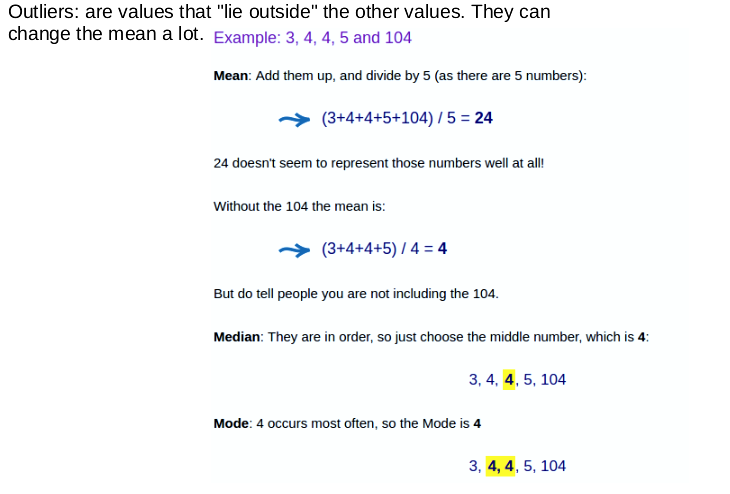 Outliers: are values that "lie outside" the other values. They can
change the mean a lot. Example: 3, 4, 4, 5 and 104
Mean: Add them up, and divide by 5 (as there are 5 numbers):
(3+4+4+5+104) / 5 = 24
24 doesn't seem to represent those numbers well at all!
Without the 104 the mean is:
(3+4+4+5) / 4 = 4
But do tell people you are not including the 104.
Median: They are in order, so just choose the middle number, which is 4:
3, 4, 4, 5, 104
Mode: 4 occurs most often, so the Mode is 4
3, 4, 4, 5, 104